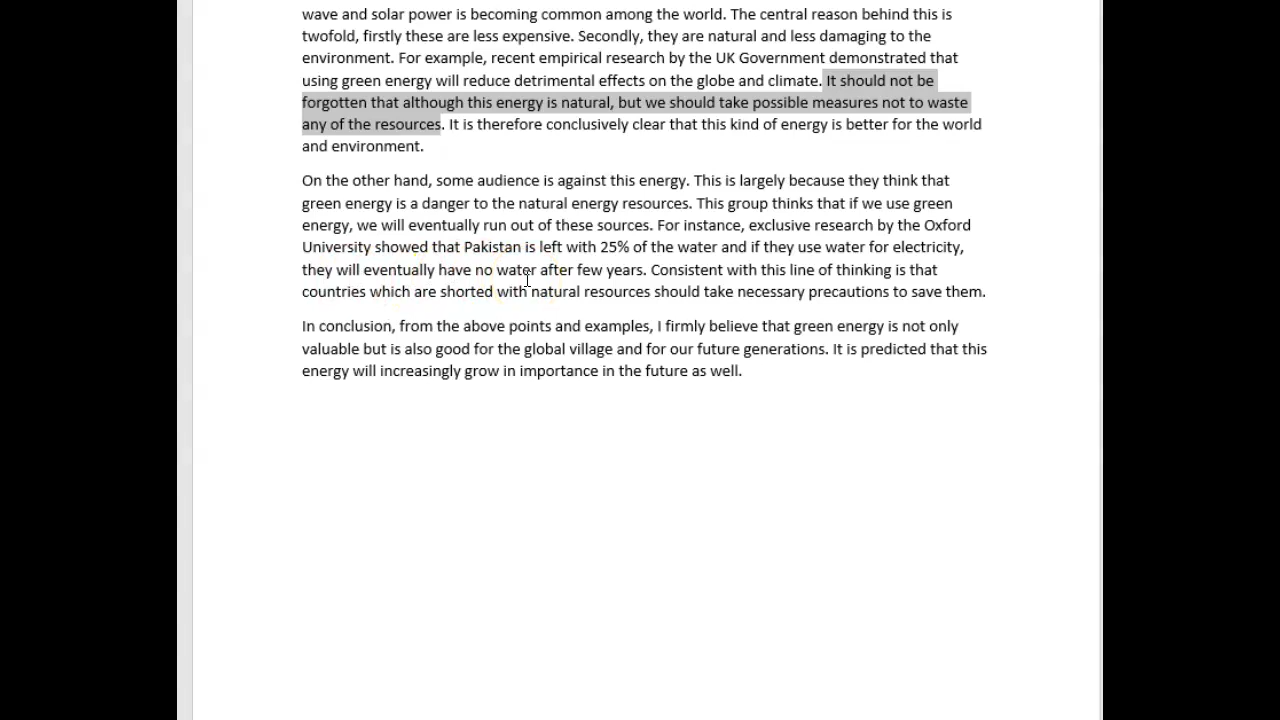 wave and solar power is becoming common among the world. The central reason behind this is
twofold, firstly these are less expensive. Secondly, they are natural and less damaging to the
environment. For example, recent empirical research by the UK Government demonstrated that
using green energy will reduce detrimental effects on the globe and climate. It should not be
forgotten that although this energy is natural, but we should take possible measures not to waste
any of the resources. It is therefore conclusively clear that this kind of energy is better for the world
and environment.
On the other hand, some audience is against this energy. This is largely because they think that
green energy is a danger to the natural energy resources. This group thinks that if we use green
energy, we will eventually run out of these sources. For instance, exclusive research by the Oxford
University showed that Pakistan is left with 25% of the water and if they use water for electricity,
they will eventually have no water after few years. Consistent with this line of thinking is that
countries which are shorted with natural resources should take necessary precautions to save them.
In conclusion, from the above points and examples, I firmly believe that green energy is not only
valuable but is also good for the global village and for our future generations. It is predicted that this
energy will increasingly grow in importance in the future as well.